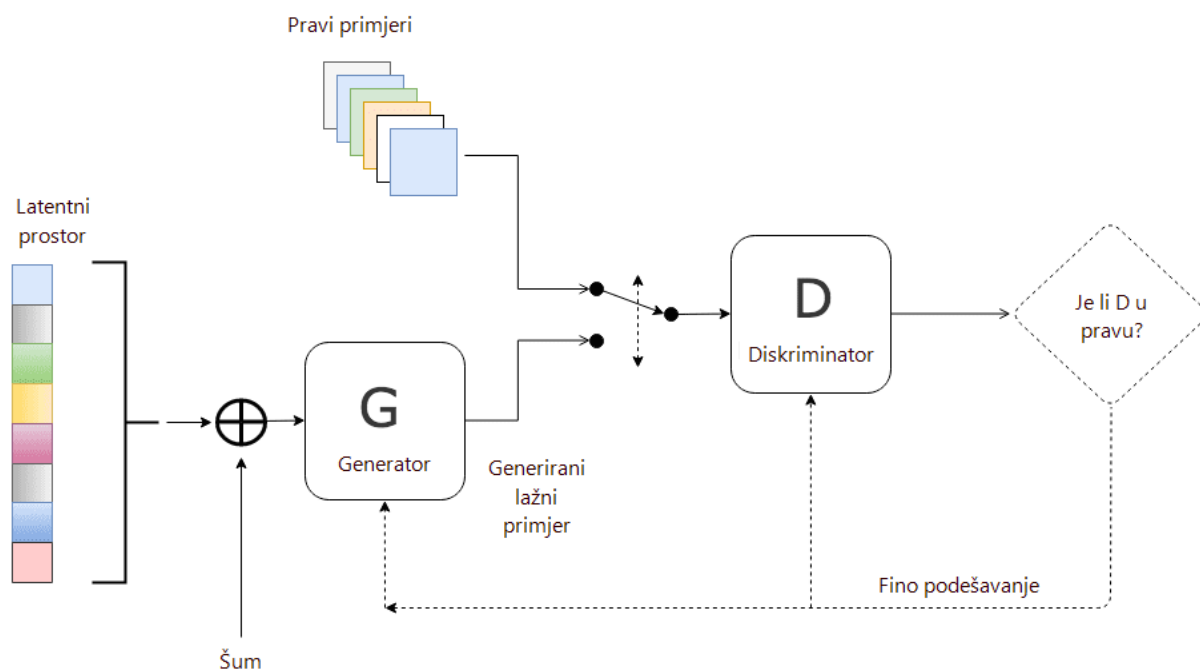 Pravi primjeri
Latentni
prostor
G
Generator
Generirani
lažni
primjer
D
Diskriminator
Je li D u
pravu?
Fino podešavanje
Šum